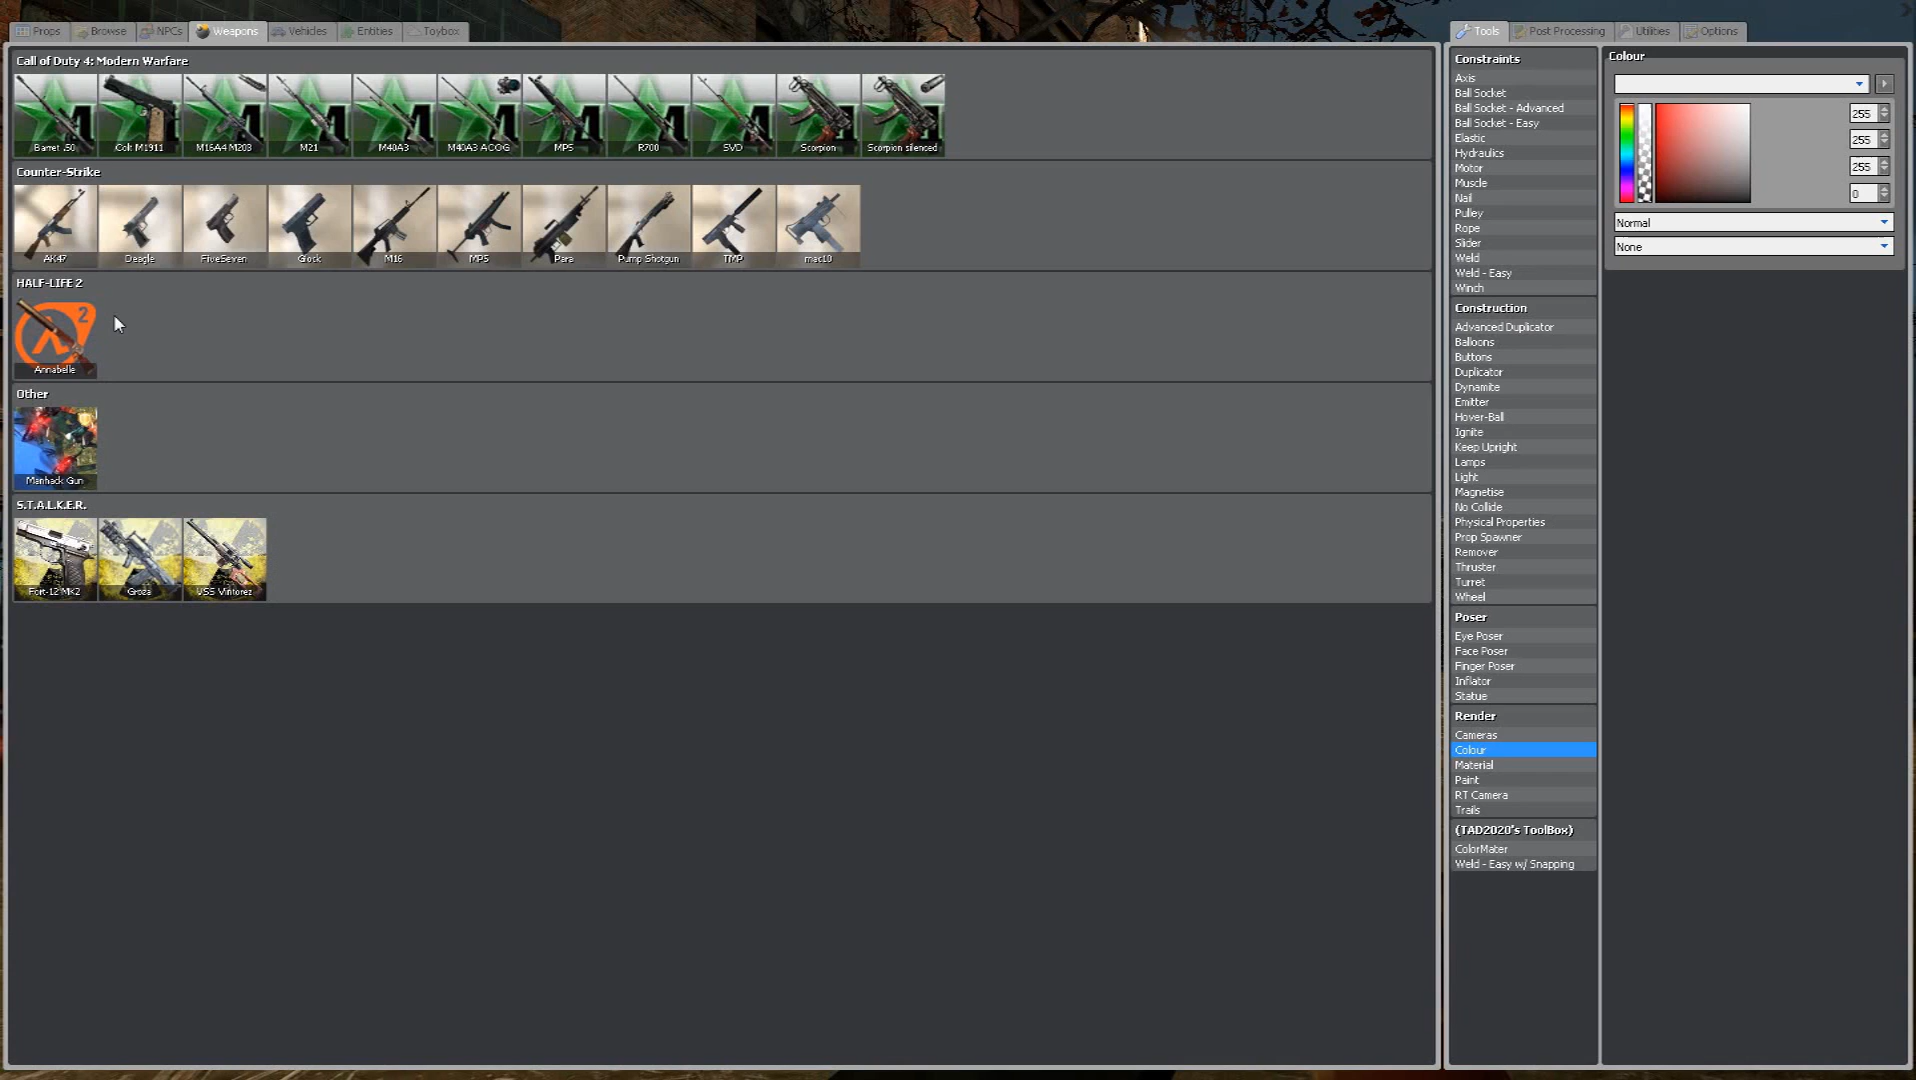 Props Browse NPCs Weapons Vehicles Entities Toybox
Tools Post Processing Utilities Options
Call of Duty 4: Modern Warfare
Barret .50 Colt M1911 M16A4 M203 M21 M40A3 M40A3 ACOG MP5 R700 SVD Scorpion Scorpion silenced
Counter-Strike
AK47 Deagle FiveSeven Glock M16 MP5 Para Pump Shotgun TMP mac10
HALF-LIFE 2
2
Annabelle
Other
Manhack Gun
S.T.A.L.K.E.R.
Fort-12 MK2 Groza VSS Vintorez
Constraints
Axis
Ball Socket
Ball Socket - Advanced
Ball Socket - Easy
Elastic
Hydraulics
Motor
Muscle
Nail
Pulley
Rope
Slider
Weld
Weld - Easy
Winch
Construction
Advanced Duplicator
Balloons
Buttons
Duplicator
Dynamite
Emitter
Hover-Ball
Ignite
Keep Upright
Lamps
Light
Magnetise
No Collide
Physical Properties
Prop Spawner
Remover
Thruster
Turret
Wheel
Poser
Eye Poser
Face Poser
Finger Poser
Inflator
Statue
Render
Cameras
Colour
Material
Paint
RT Camera
Trails
(TAD2020's ToolBox)
ColorMater
Weld - Easy w/ Snapping
Colour
255
255
255
0
Normal
None